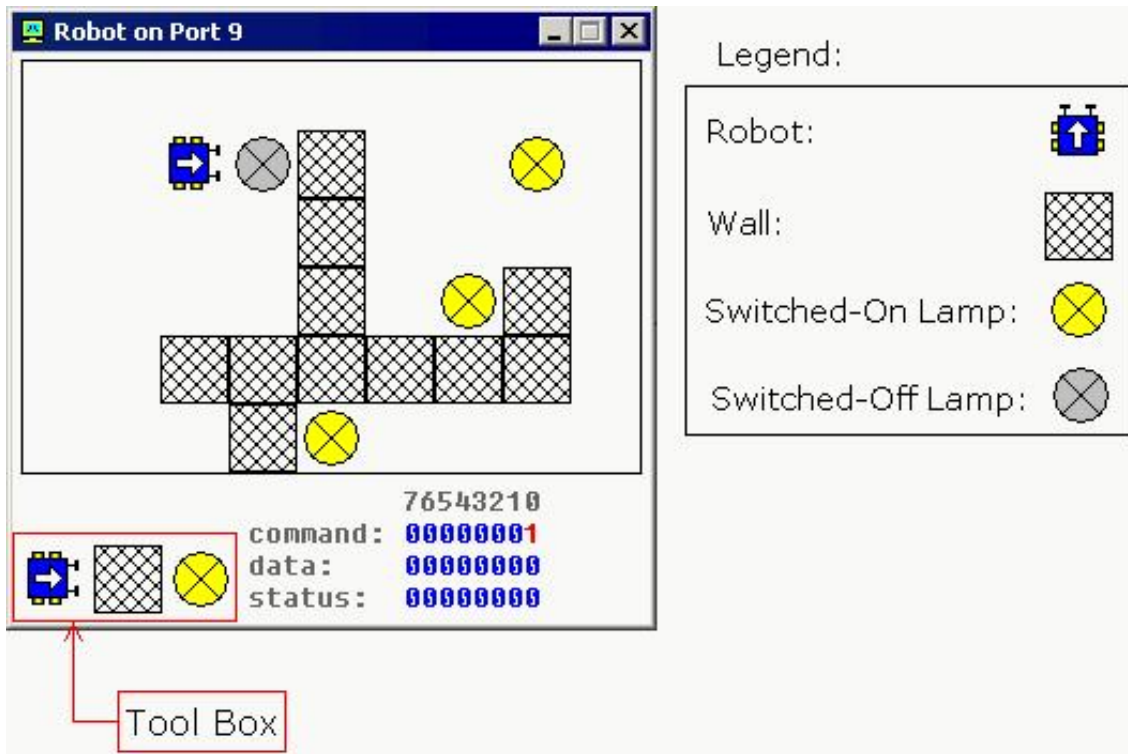 Robot on Port 9
76543210
command: 00000001
data: 00000000
status: 00000000
Tool Box
Legend:
Robot:
Wall:
Switched-On Lamp:
Switched-Off Lamp: